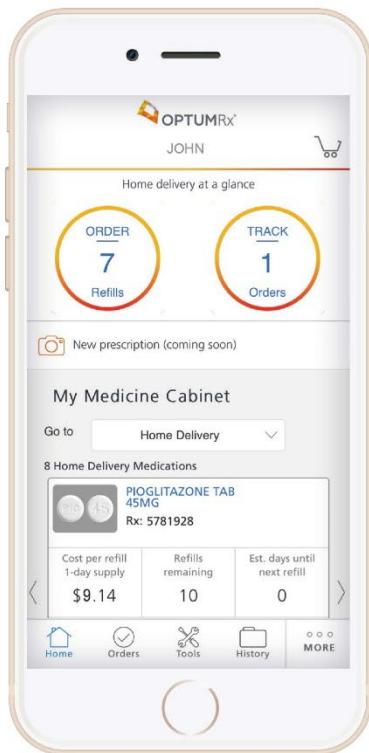 OPTUMRx®
JOHN
Home delivery at a glance
ORDER
7
Refills
TRACK
1
Orders
New prescription (coming soon)
My Medicine Cabinet
Go to Home Delivery
8 Home Delivery Medications
PIO 45
PIOGLITAZONE TAB
45MG
Rx: 5781928
Cost per refill
1-day supply
$9.14
Refills
remaining
10
Est. days until
next refill
0
Home Orders Tools History MORE